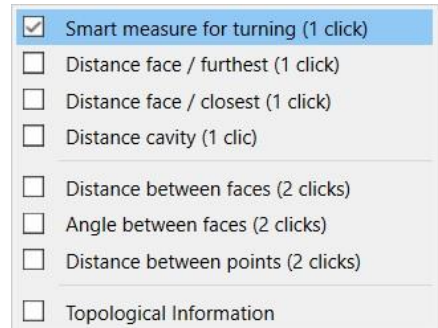 Smart measure for turning (1 click)
Distance face / furthest (1 click)
Distance face / closest (1 click)
Distance cavity (1 clic)
Distance between faces (2 clicks)
Angle between faces (2 clicks)
Distance between points (2 clicks)
Topological Information